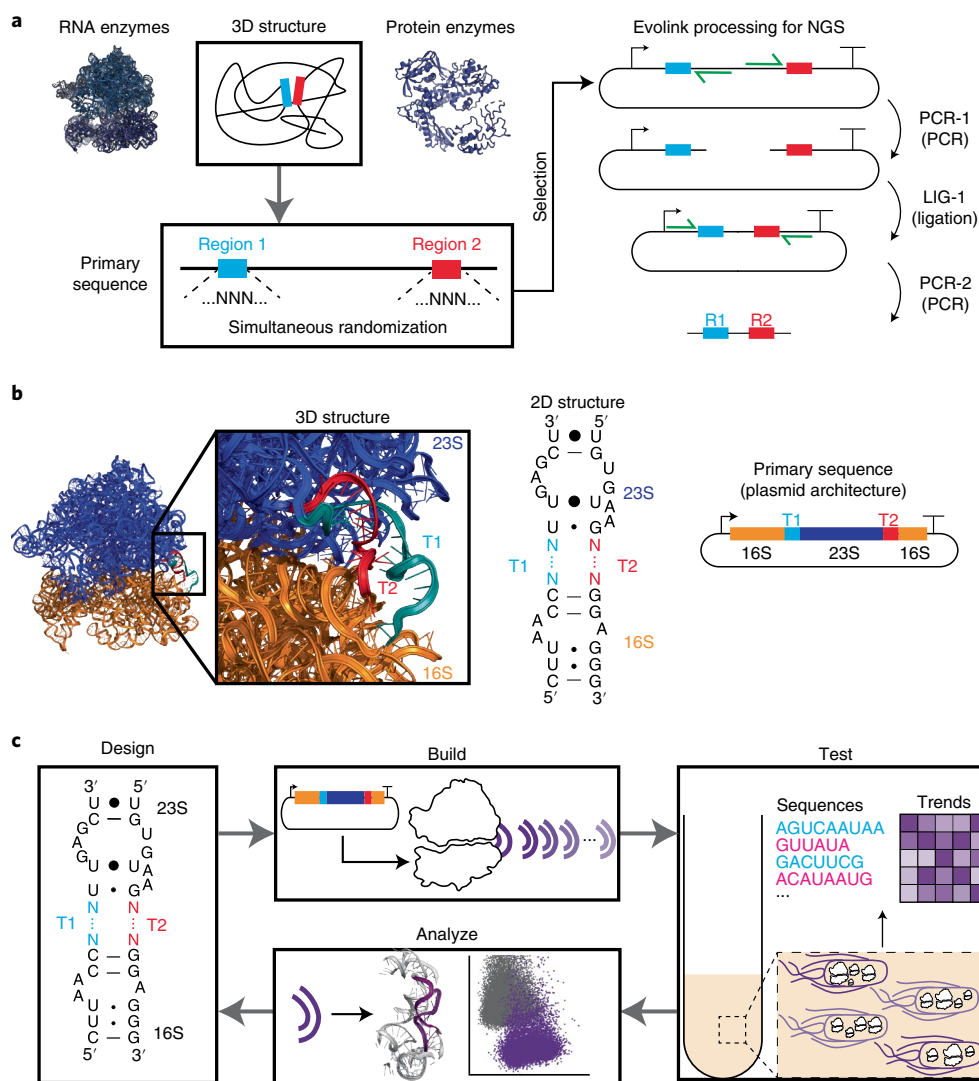 a
RNA enzymes
3D structure
Protein enzymes
Evolink processing for NGS
Selection
PCR-1
(PCR)
LIG-1
(ligation)
PCR-2
(PCR)
R1 R2
Primary
sequence
Region 1
Region 2
...NNN...
...NNN...
Simultaneous randomization
b
3D structure
23S
T1
T2
16S
2D structure
3′ 5′
U U
C G
G U
A G
G A
U U A
U G
N N
T1 T2
N N
C G
C G
A A
A G
U G
U G
C G
5′ 3′
23S
16S
Primary sequence
(plasmid architecture)
T1 T2
16S 23S 16S
c
Design
3′ 5′
23S
U U
C G
G U
A G
G A
U U A
U G
N N
T1 T2
N N
C G
C G
A A
A G
U G
U G
C G
16S
5′ 3′
Build
...
Test
Sequences
AGUCAAUAA
GUUAUA
GACUUCG
ACAUAAUG
...
Trends
Analyze